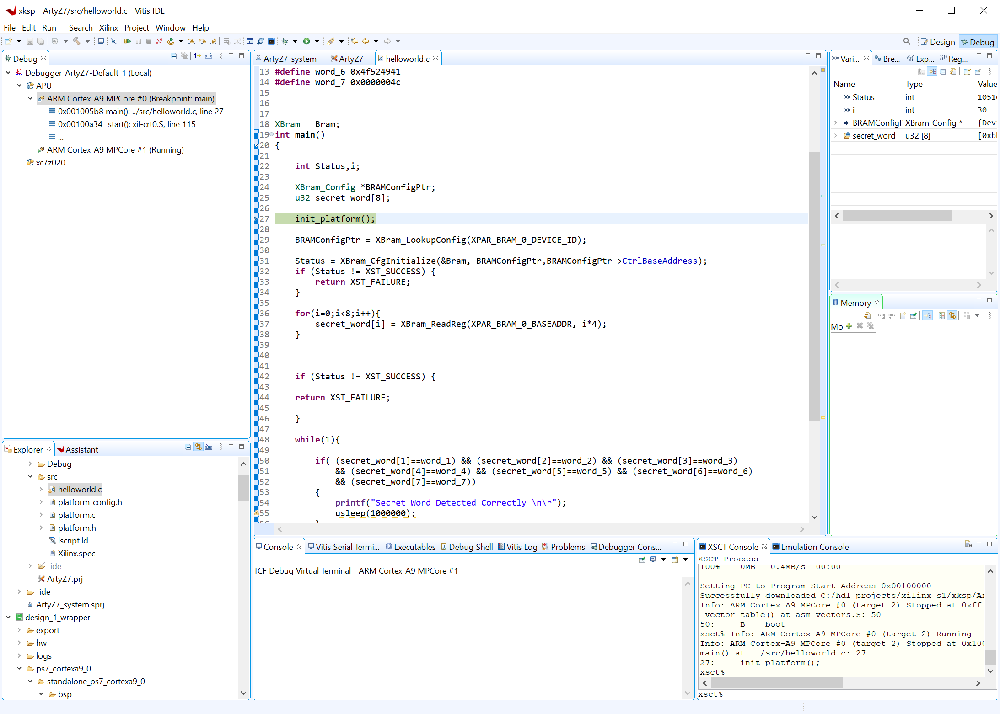 xksp - ArtyZ7/src/helloworld.c - Vitis IDE
File Edit Run Search Xilinx Project Window Help
Design Debug
Debug
Debugger_ArtyZ7-Default_1 (Local)
APU
ARM Cortex-A9 MPCore #0 (Breakpoint: main)
0x001005b8 main(): ../src/helloworld.c, line 27
0x00100a34 _start(): xil-crt0.S, line 115
...
ARM Cortex-A9 MPCore #1 (Running)
xc7z020
Explorer Assistant
Debug
src
helloworld.c
platform_config.h
platform.c
platform.h
lscript.ld
Xilinx.spec
_ide
ArtyZ7.prj
_ide
ArtyZ7_system.sprj
design_1_wrapper
export
hw
logs
ps7_cortexa9_0
standalone_ps7_cortexa9_0
bsp
ArtyZ7_system ArtyZ7 helloworld.c
13 #define word_6 0x4f524941
14 #define word_7 0x0000004c
15
16
17
18 XBram   Bram;
19 int main()
20 {
21
22     int Status,i;
23
24     XBram_Config *BRAMConfigPtr;
25     u32 secret_word[8];
26
27     init_platform();
28
29     BRAMConfigPtr = XBram_LookupConfig(XPAR_BRAM_0_DEVICE_ID);
30
31     Status = XBram_CfgInitialize(&Bram, BRAMConfigPtr,BRAMConfigPtr->CtrlBaseAddress);
32     if (Status != XST_SUCCESS) {
33         return XST_FAILURE;
34     }
35
36     for(i=0;i<8;i++){
37         secret_word[i] = XBram_ReadReg(XPAR_BRAM_0_BASEADDR, i*4);
38     }
39
40
41
42     if (Status != XST_SUCCESS) {
43
44     return XST_FAILURE;
45
46     }
47
48     while(1){
49
50         if( (secret_word[1]==word_1) && (secret_word[2]==word_2) && (secret_word[3]==word_3)
51             && (secret_word[4]==word_4) && (secret_word[5]==word_5) && (secret_word[6]==word_6)
52             && (secret_word[7]==word_7))
53         {
54             printf("Secret Word Detected Correctly \n\r");
55             usleep(1000000);
Vari... Bre... Exp... Reg...
Name Type Value
Status int 1051
i int 30
BRAMConfigP XBram_Config * {Devi
secret_word u32 [8] [0xb
Memory
Mo
Console Vitis Serial Termi... Executables Debug Shell Vitis Log Problems Debugger Cons...
TCF Debug Virtual Terminal - ARM Cortex-A9 MPCore #1
XSCT Console Emulation Console
XSCT Process
100%    0MB   0.4MB/s  00:00
Setting PC to Program Start Address 0x00100000
Successfully downloaded C:/hdl_projects/xilinx_s1/xksp/Ar
Info: ARM Cortex-A9 MPCore #0 (target 2) Stopped at 0xfff
_vector_table() at asm_vectors.S: 50
50:     B   _boot
xsct% Info: ARM Cortex-A9 MPCore #0 (target 2) Running
Info: ARM Cortex-A9 MPCore #0 (target 2) Stopped at 0x100
main() at ../src/helloworld.c: 27
27:     init_platform();
xsct%
xsct%